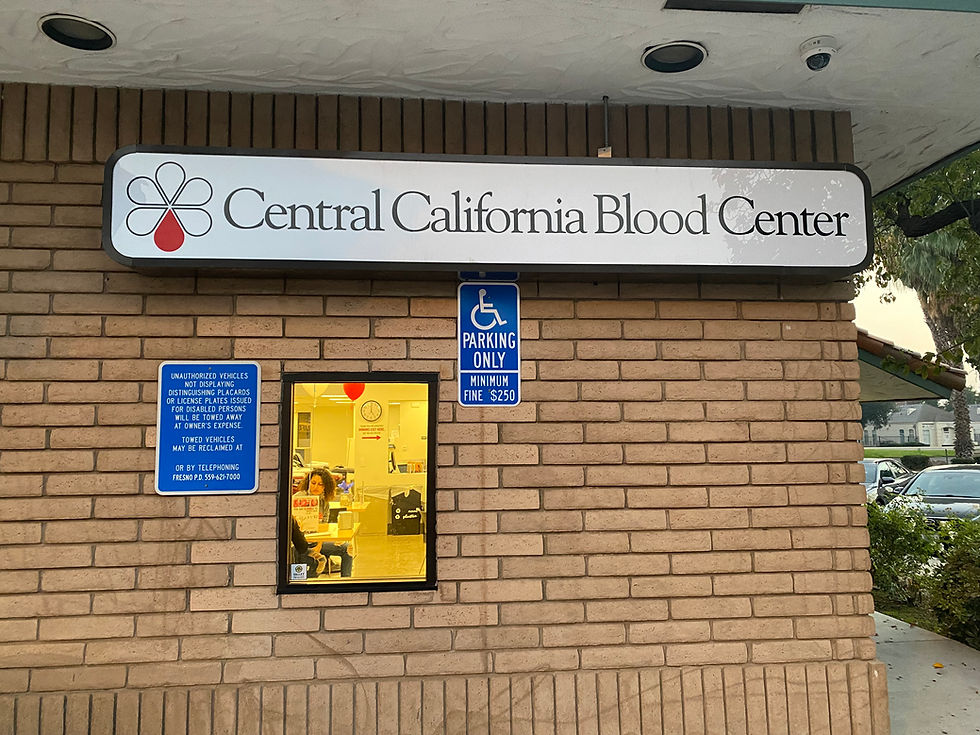 Central California Blood Center
PARKING
ONLY
MINIMUM
FINE $250
UNAUTHORIZED VEHICLES
NOT DISPLAYING
DISTINGUISHING PLACARDS
OR LICENSE PLATES ISSUED
FOR DISABLED PERSONS
WILL BE TOWED AWAY
AT OWNER'S EXPENSE.
TOWED VEHICLES
MAY BE RECLAIMED AT
OR BY TELEPHONING
FRESNO P.D. 559-621-7000